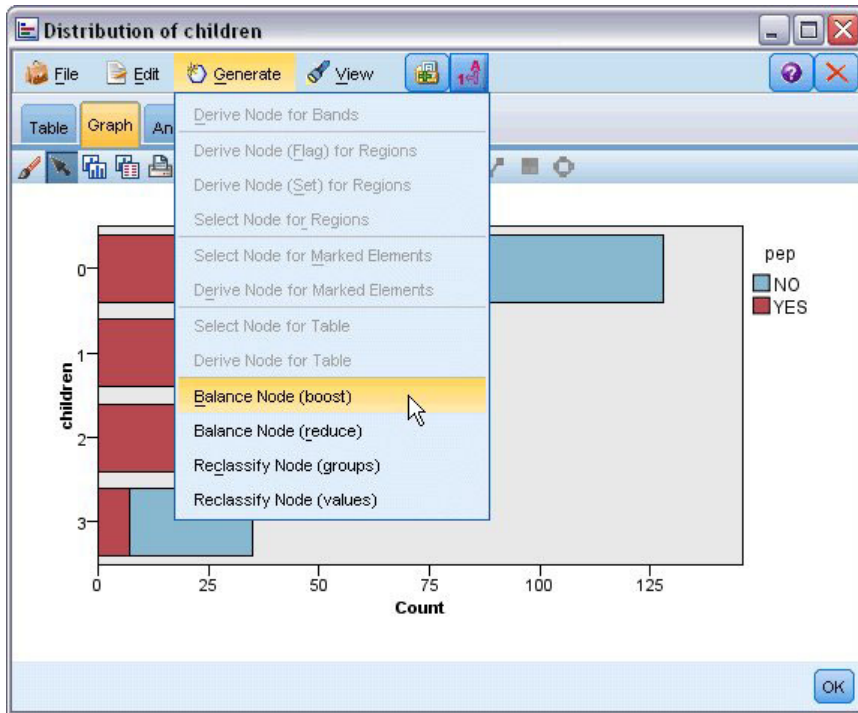 Distribution of children
File Edit Generate View
Table Graph An
Derive Node for Bands
Derive Node (Flag) for Regions
Derive Node (Set) for Regions
Select Node for Regions
Select Node for Marked Elements
Derive Node for Marked Elements
Select Node for Table
Derive Node for Table
Balance Node (boost)
Balance Node (reduce)
Reclassify Node (groups)
Reclassify Node (values)
children
0
1
2
3
0 25 50 75 100 125
Count
pep
NO
YES
OK